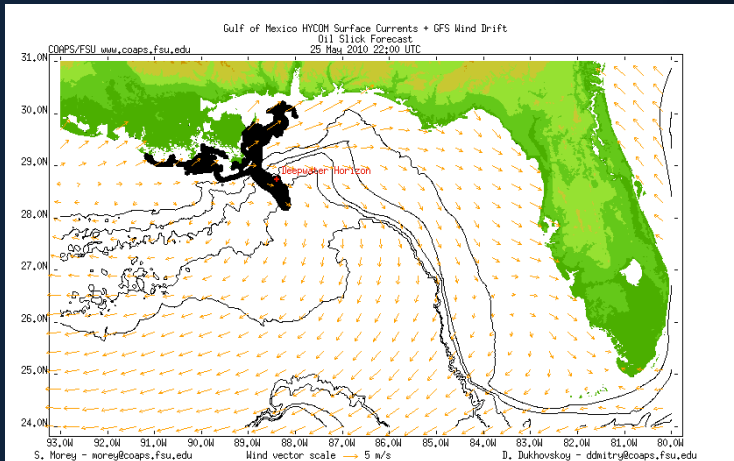 Gulf of Mexico HYCOM Surface Currents + GFS Wind Drift
Oil Slick Forecast
COAPS/FSU www.coaps.fsu.edu 25 May 2010 22:00 UTC
31.0N
30.0N
29.0N
Deepwater Horizon
28.0N
27.0N
26.0N
25.0N
24.0N
93.0W 92.0W 91.0W 90.0W 89.0W 88.0W 87.0W 86.0W 85.0W 84.0W 83.0W 82.0W 81.0W 80.0W
S. Morey - morey@coaps.fsu.edu Wind vector scale 5 m/s D. Dukhovskoy - ddmitry@coaps.fsu.edu